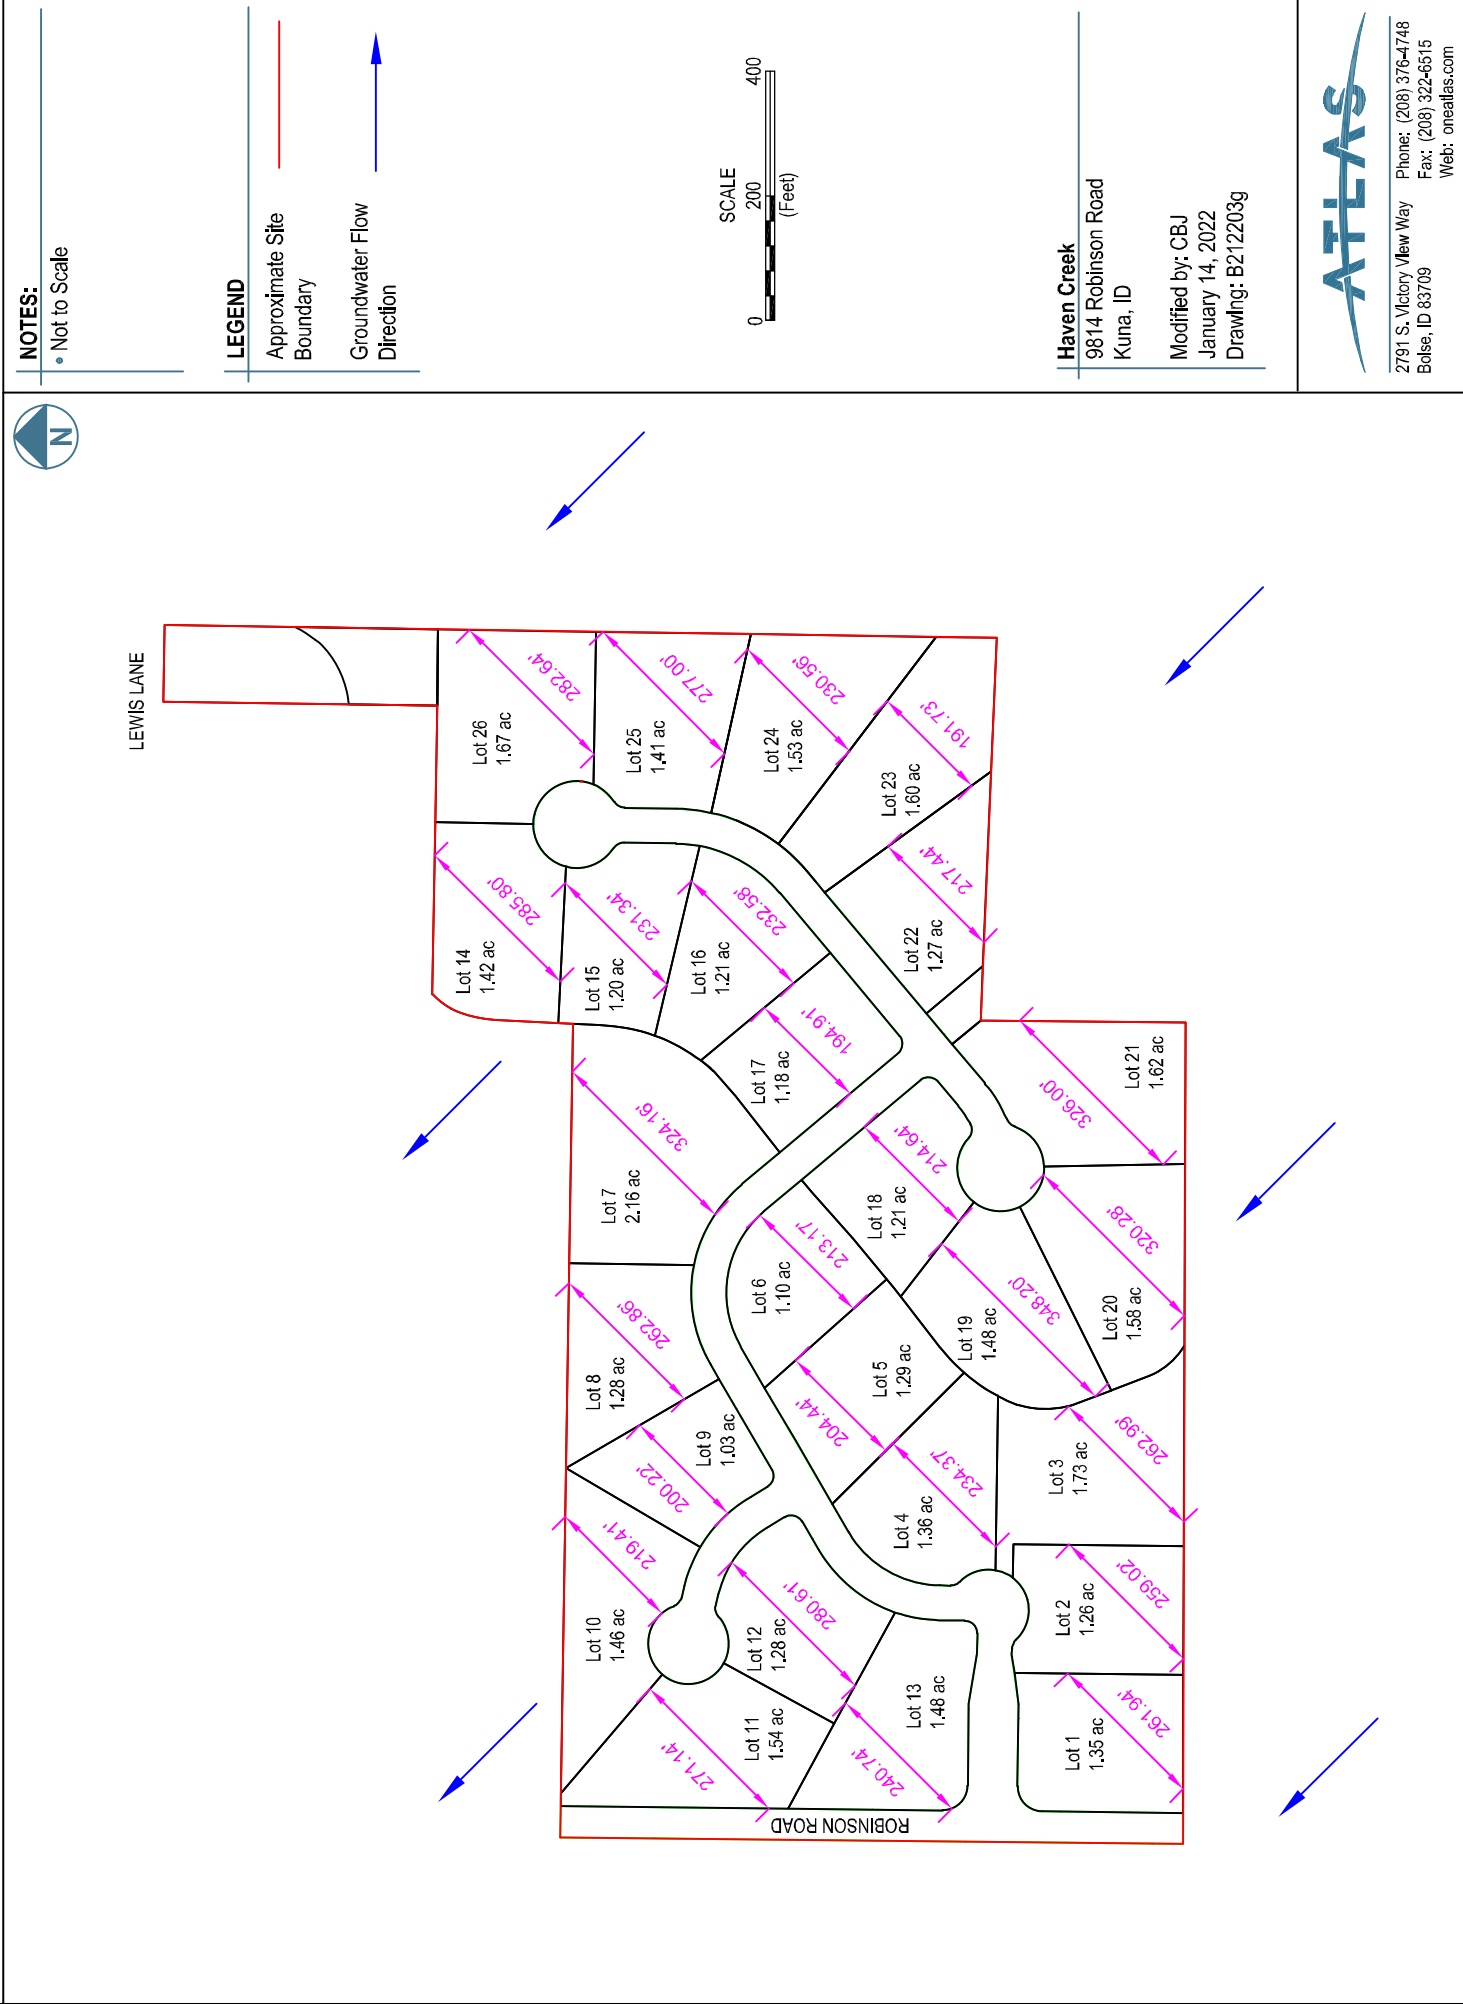 NOTES:
• Not to Scale
LEGEND
Approximate Site
Boundary
Groundwater Flow
Direction
SCALE
0 200 400
(Feet)
Haven Creek
9814 Robinson Road
Kuna, ID
Modified by: CBJ
January 14, 2022
Drawing: B212203g
ATLAS
2791 S. Victory View Way
Boise, ID 83709
Phone: (208) 376-4748
Fax: (208) 322-6515
Web: oneatlas.com
N
LEWIS LANE
Lot 26
1.67 ac
282.64'
Lot 25
1.41 ac
277.00'
Lot 24
1.53 ac
230.56'
Lot 23
1.60 ac
191.73'
Lot 22
1.27 ac
217.44'
Lot 14
1.42 ac
285.80'
Lot 15
1.20 ac
231.34'
Lot 16
1.21 ac
232.58'
Lot 17
1.18 ac
194.91'
Lot 21
1.62 ac
326.00'
Lot 7
2.16 ac
324.16'
Lot 18
1.21 ac
214.64'
Lot 6
1.10 ac
213.17'
Lot 20
1.58 ac
320.28'
Lot 19
1.48 ac
348.20'
Lot 8
1.28 ac
262.86'
Lot 5
1.29 ac
204.44'
Lot 9
1.03 ac
200.22'
Lot 3
1.73 ac
262.99'
Lot 4
1.36 ac
234.37'
Lot 10
1.46 ac
219.41'
Lot 12
1.28 ac
280.61'
Lot 2
1.26 ac
259.02'
Lot 11
1.54 ac
271.14'
Lot 13
1.48 ac
240.74'
Lot 1
1.35 ac
261.94'
ROBINSON ROAD